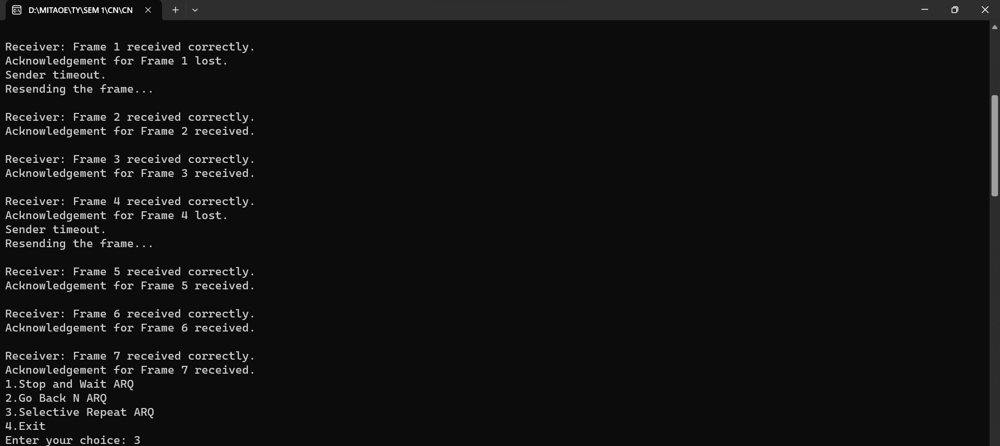 D:\MITAOE\TY\SEM 1\CN\CN
Receiver: Frame 1 received correctly.
Acknowledgement for Frame 1 lost.
Sender timeout.
Resending the frame...
Receiver: Frame 2 received correctly.
Acknowledgement for Frame 2 received.
Receiver: Frame 3 received correctly.
Acknowledgement for Frame 3 received.
Receiver: Frame 4 received correctly.
Acknowledgement for Frame 4 lost.
Sender timeout.
Resending the frame...
Receiver: Frame 5 received correctly.
Acknowledgement for Frame 5 received.
Receiver: Frame 6 received correctly.
Acknowledgement for Frame 6 received.
Receiver: Frame 7 received correctly.
Acknowledgement for Frame 7 received.
1.Stop and Wait ARQ
2.Go Back N ARQ
3.Selective Repeat ARQ
4.Exit
Enter your choice: 3